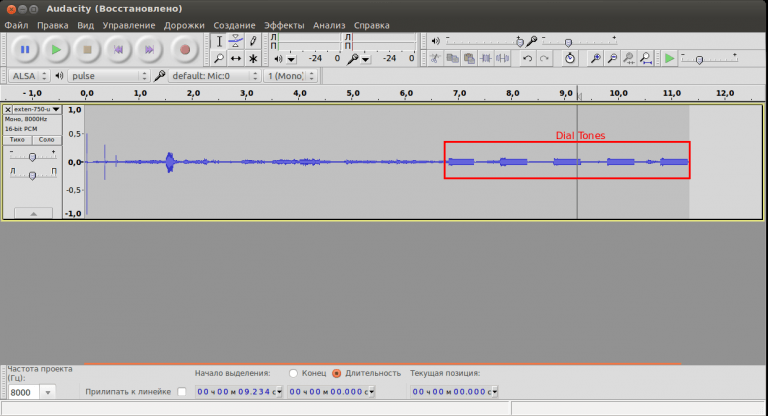 Audacity (Восстановлено)
Файл Правка Вид Управление Дорожки Создание Эффекты Анализ Справка
Л
П
Л
П
-24 0 -24 0
ALSA pulse default: Mic:0 1 (Mono)
- 1,0 0,0 1,0 2,0 3,0 4,0 5,0 6,0 7,0 8,0 9,0 10,0 11,0 12,0
exten-750-u
Моно, 8000Hz
16-bit PCM
Тихо Соло
- +
Л П
1,0
0,5
0,0
-0,5
-1,0
Dial Tones
Частота проекта (Гц):
8000
Прилипать к линейке
Начало выделения: Конец Длительность Текущая позиция:
00 ч 00 м 09.234 с 00 ч 00 м 00.000 с 00 ч 00 м 00.000 с